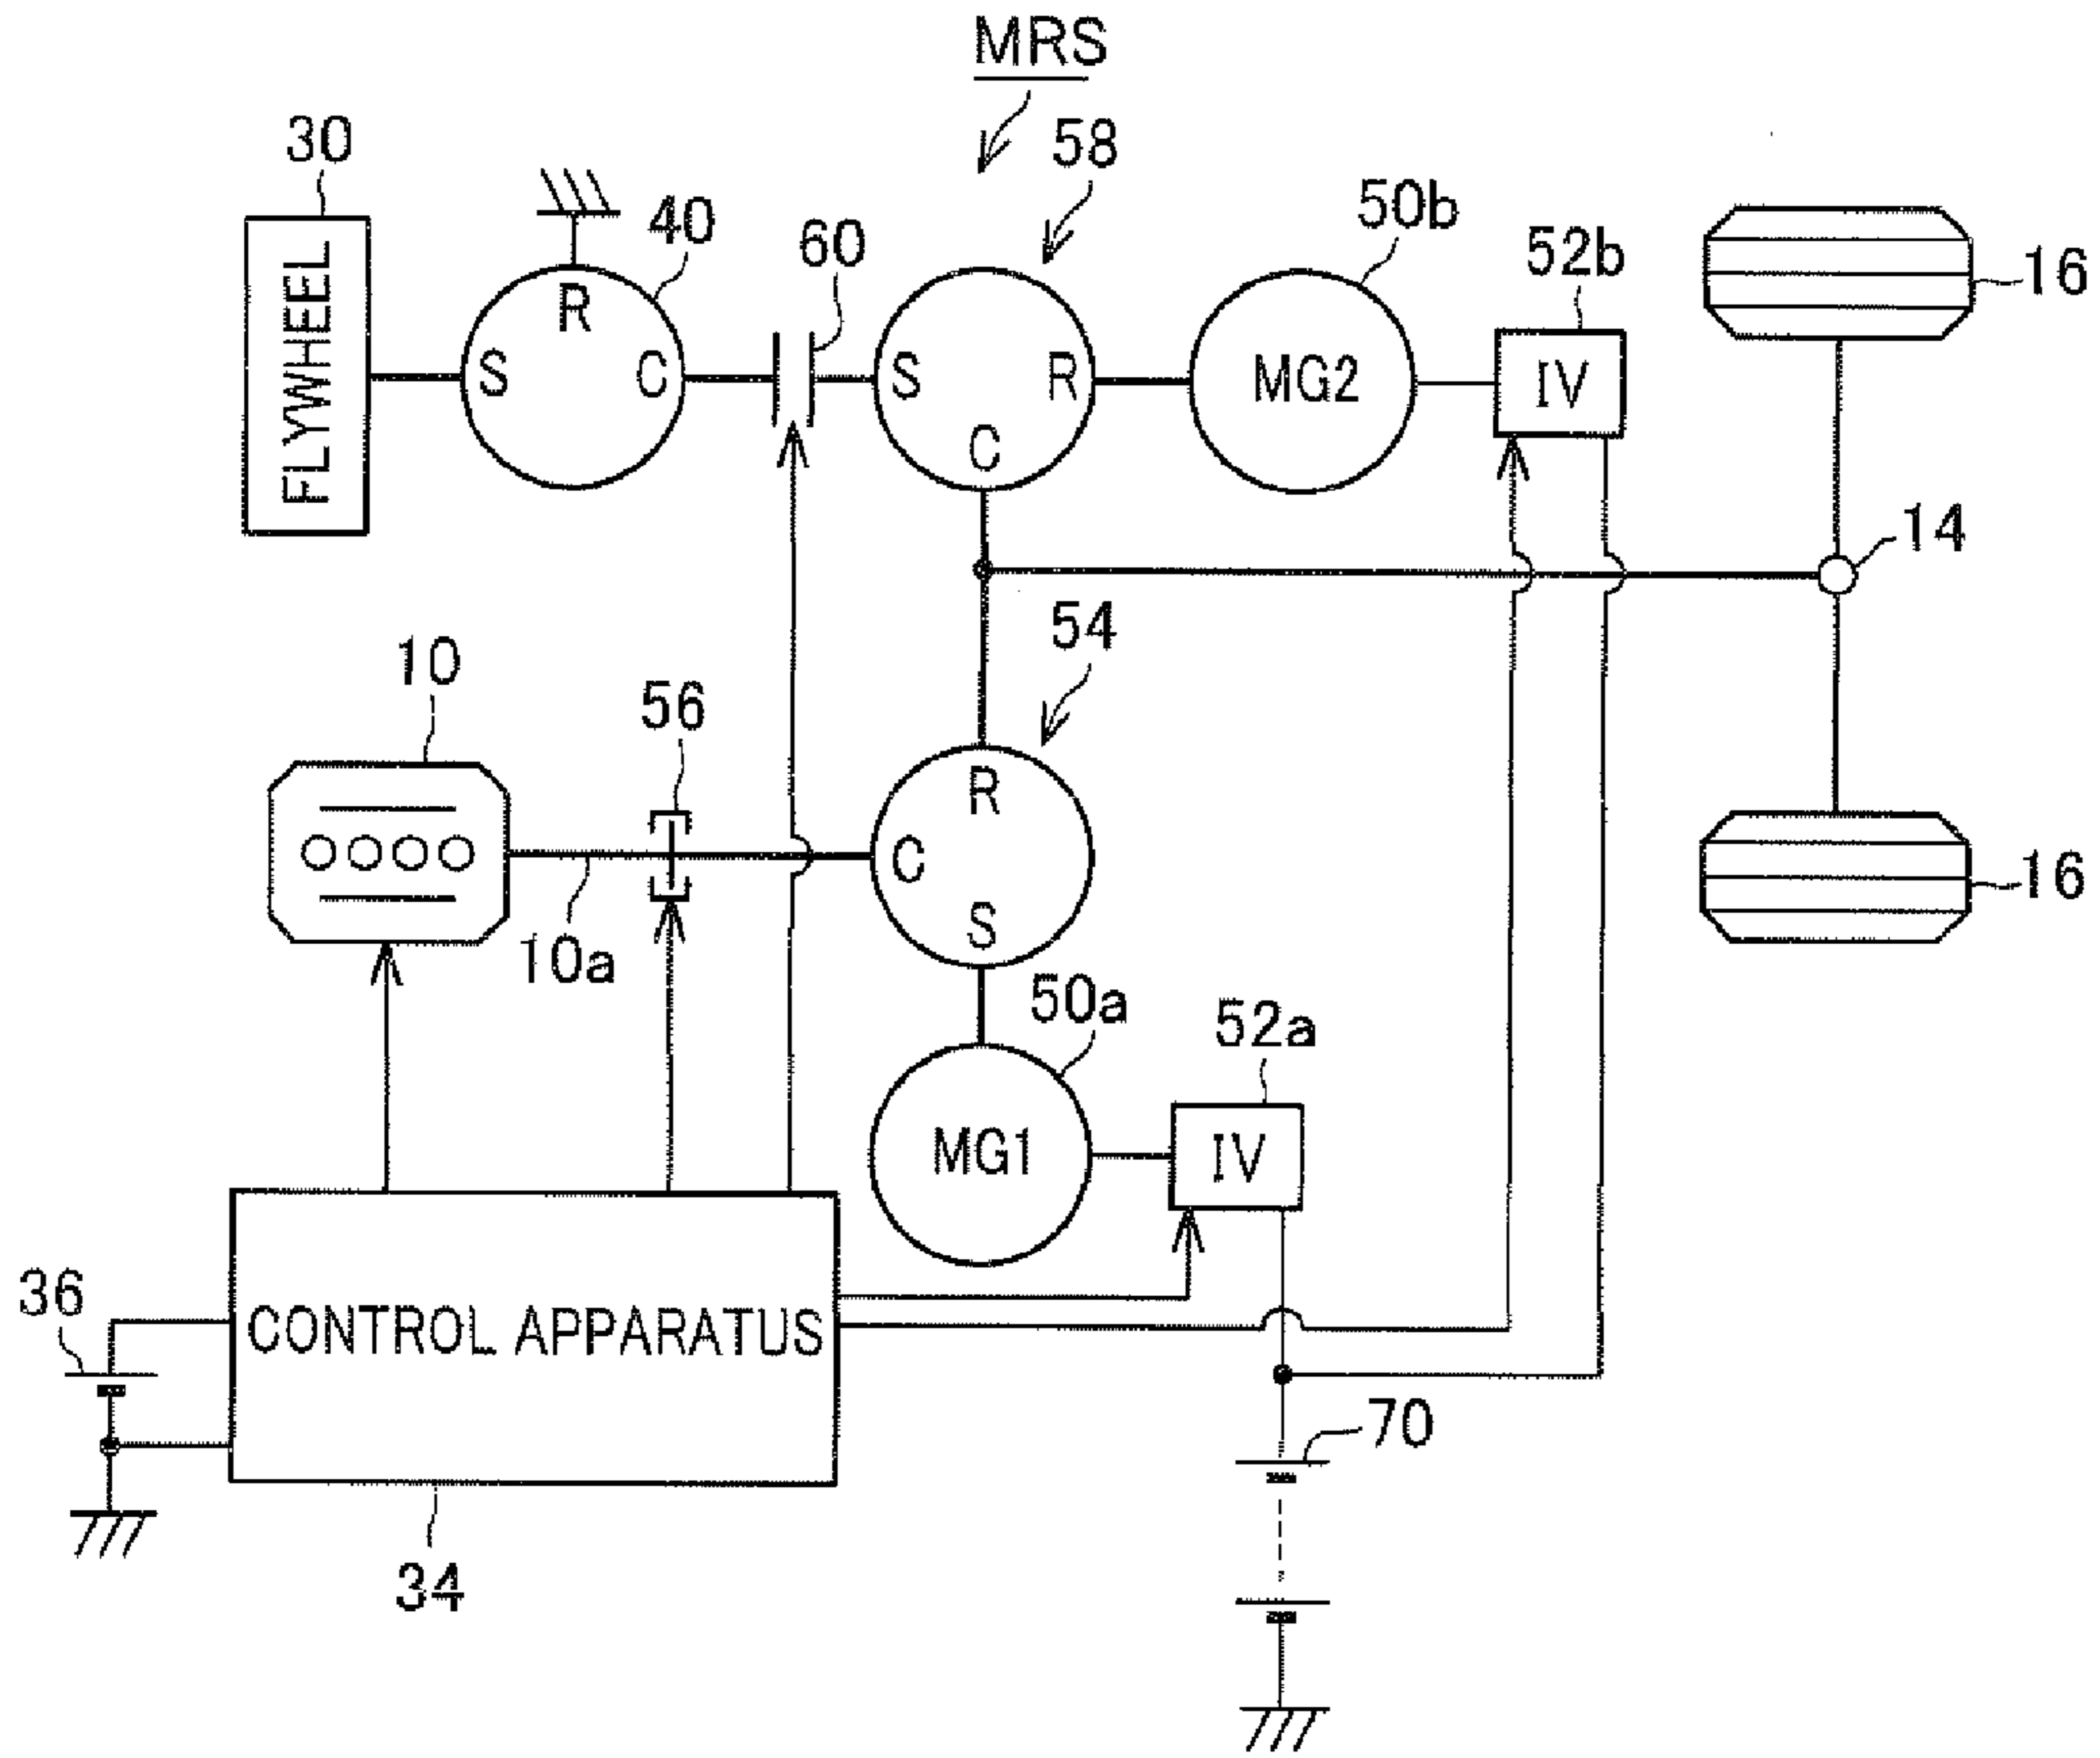 MRS
30
58
40
60
50b
52b
16
FLYWHEEL
R
S
C
S
R
C
MG2
IV
14
54
10
56
R
C
S
10a
16
50a
52a
MG1
IV
36
CONTROL APPARATUS
70
34